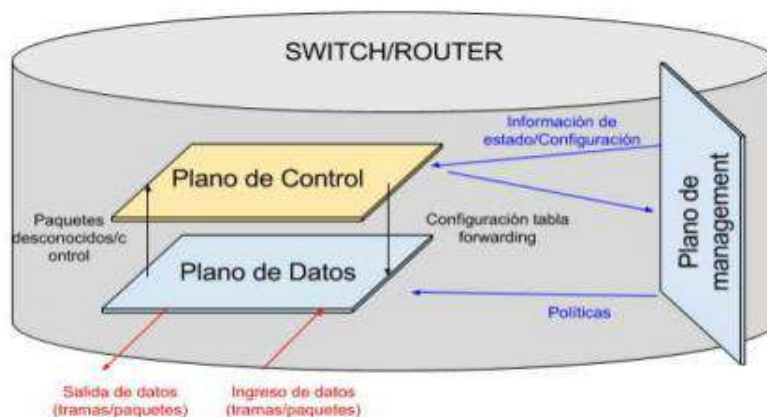 SWITCH/ROUTER
Información de
estado/Configuración
Plano de Control
Paquetes
desconocidos/c
ontrol
Configuración tabla
forwarding
Plano de Datos
Plano de
management
Políticas
Salida de datos
(tramas/paquetes)
Ingreso de datos
(tramas/paquetes)